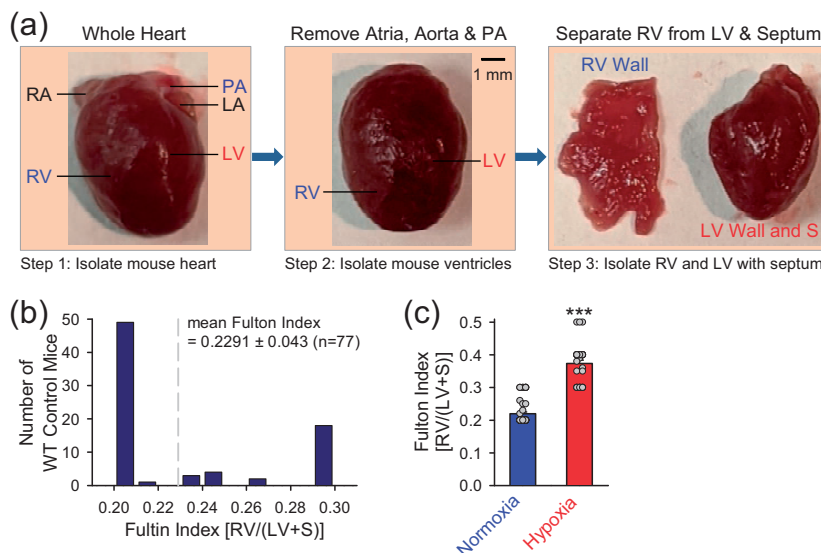 (a)
Whole Heart
Remove Atria, Aorta & PA
Separate RV from LV & Septum
RA
PA
LA
LV
RV
1 mm
LV
RV
RV Wall
LV Wall and S
Step 1: Isolate mouse heart
Step 2: Isolate mouse ventricles
Step 3: Isolate RV and LV with septum
(b)
Number of
WT Control Mice
50
40
30
20
10
0
mean Fulton Index
= 0.2291 ± 0.043 (n=77)
0.20
0.22
0.24
0.26
0.28
0.30
Fultin Index [RV/(LV+S)]
(c)
Fulton Index
[RV/(LV+S)]
0.5
0.4
0.3
0.2
0.1
0.0
***
Normoxia
Hypoxia